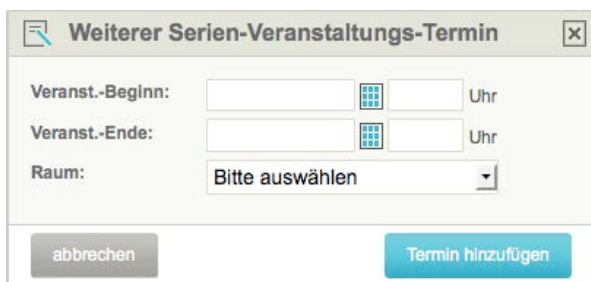 Weiterer Serien-Veranstaltungs-Termin
Veranst.-Beginn: Uhr
Veranst.-Ende: Uhr
Raum: Bitte auswählen
abbrechen Termin hinzufügen